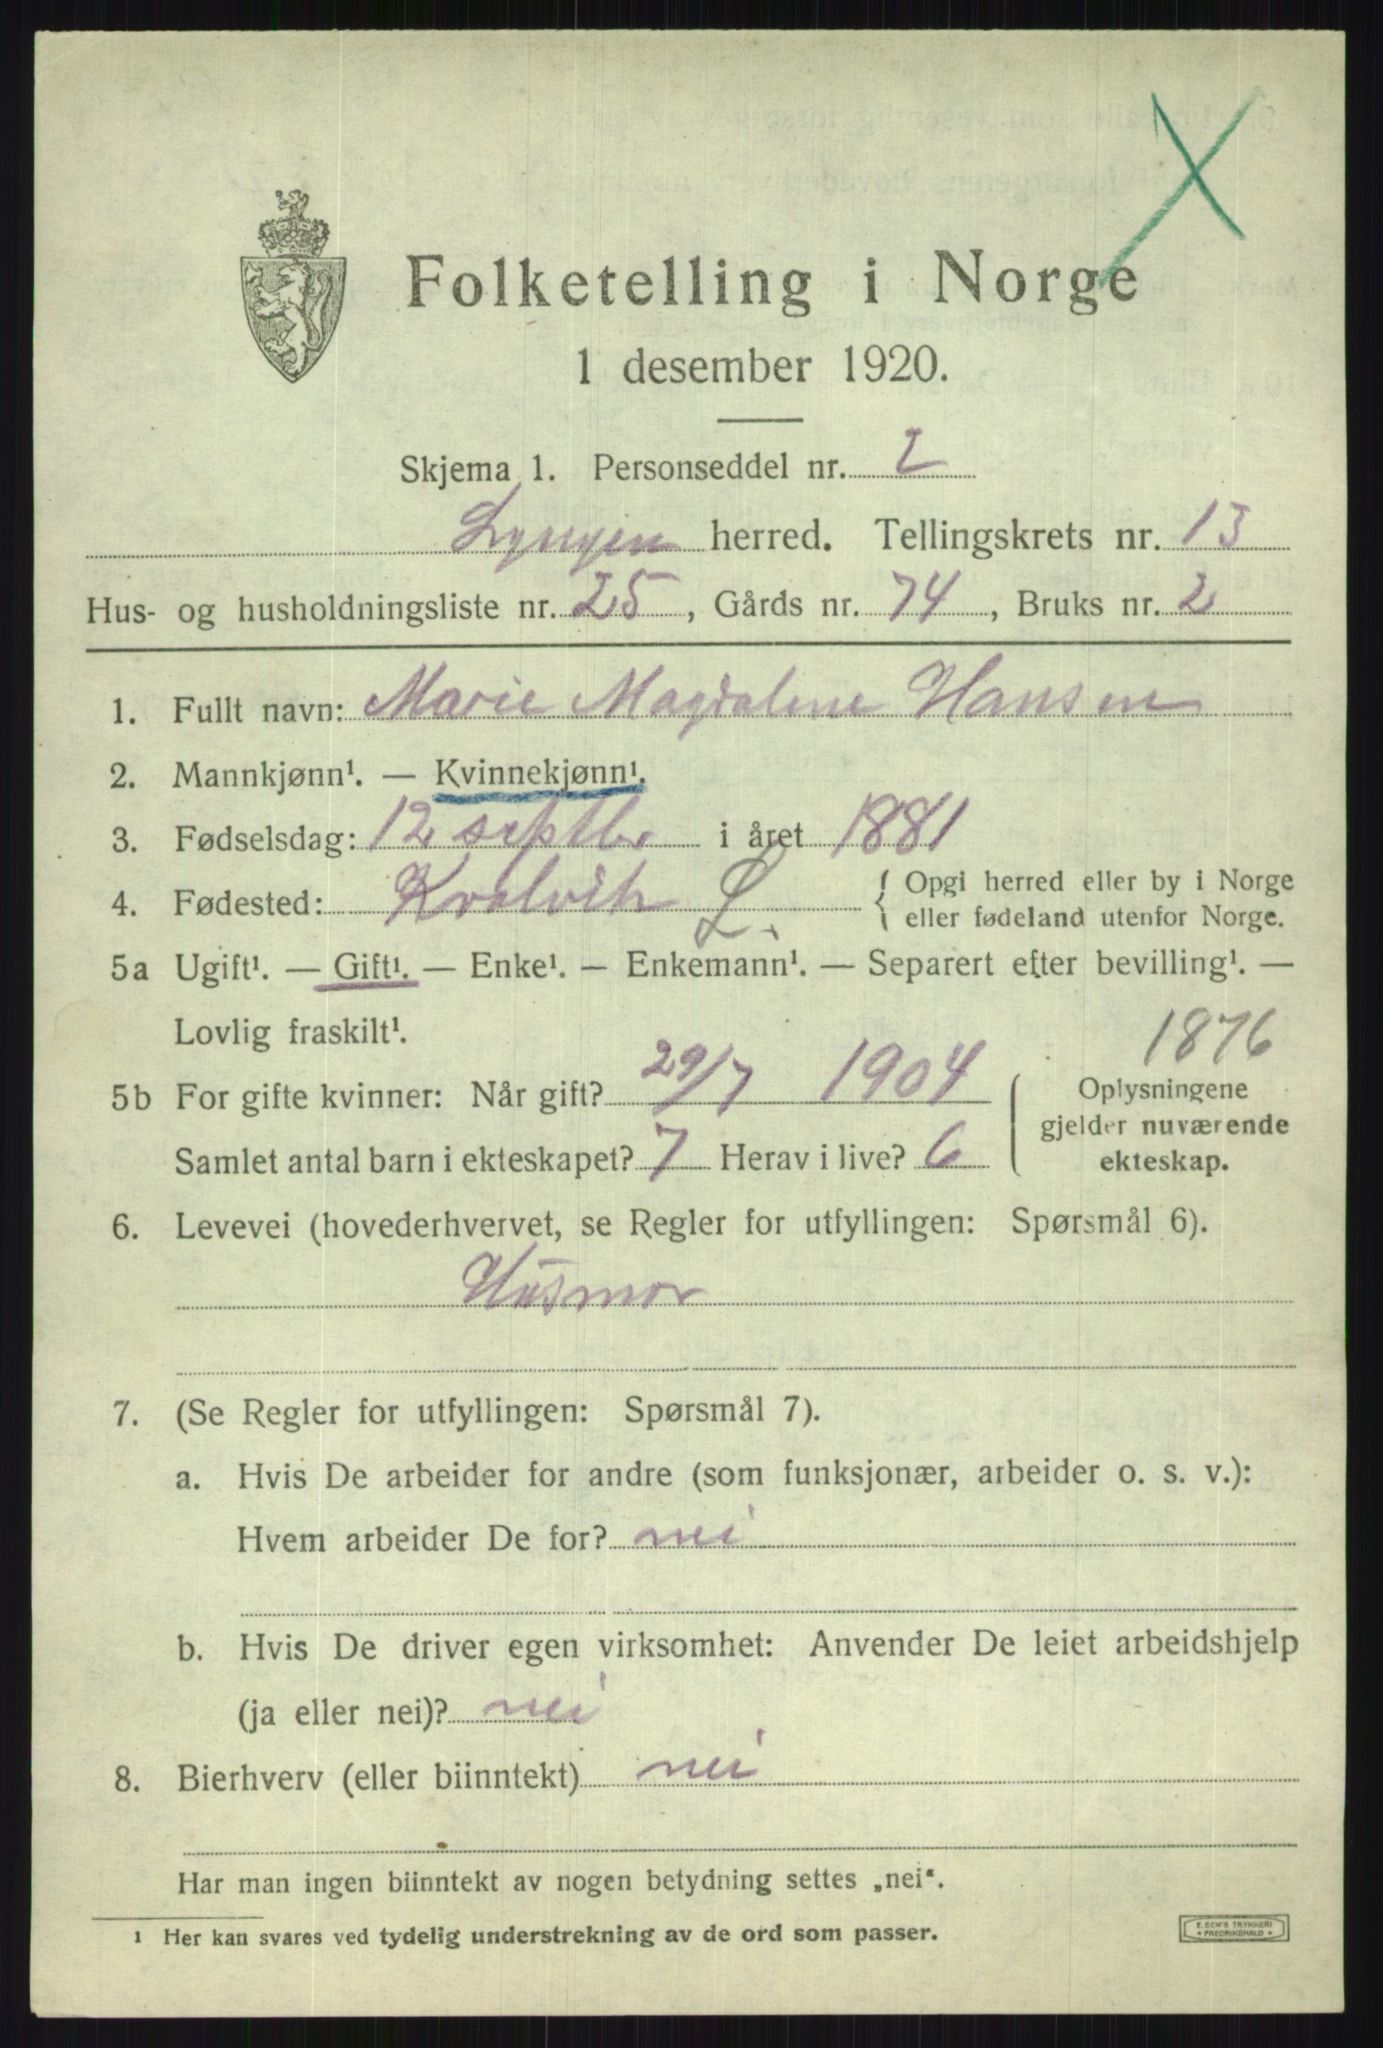 Folketelling i Norge
1 desember 1920.
Skjema 1. Personseddel nr. 2
Lyngen herred. Tellingskrets nr. 13
Hus- og husholdningsliste nr. 25, Gårds nr. 74, Bruks nr. 2
1. Fullt navn: Marie Magdalene Hansen
2. Mannkjønn¹. — Kvinnekjønn¹.
3. Fødselsdag: 12 septbr i året 1881
4. Fødested: Kvalvik L. { Opgi herred eller by i Norge
eller fødeland utenfor Norge.
5a Ugift¹. — Gift¹. — Enke¹. — Enkemann¹. — Separert efter bevilling¹. —
Lovlig fraskilt¹.
1876
5b For gifte kvinner: Når gift? 29/7 1904
Samlet antal barn i ekteskapet? 7 Herav i live? 6
Oplysningene
gjelder nuværende
ekteskap.
6. Levevei (hovederhvervet, se Regler for utfyllingen: Spørsmål 6).
Husmor
7. (Se Regler for utfyllingen: Spørsmål 7).
a. Hvis De arbeider for andre (som funksjonær, arbeider o. s. v.):
Hvem arbeider De for? nei
b. Hvis De driver egen virksomhet: Anvender De leiet arbeidshjelp
(ja eller nei)? nei
8. Bierhverv (eller biinntekt) nei
Har man ingen biinntekt av nogen betydning settes „nei“.
¹ Her kan svares ved tydelig understrekning av de ord som passer.
E. SEM'S TRYKKERI
FREDRIKSHALD